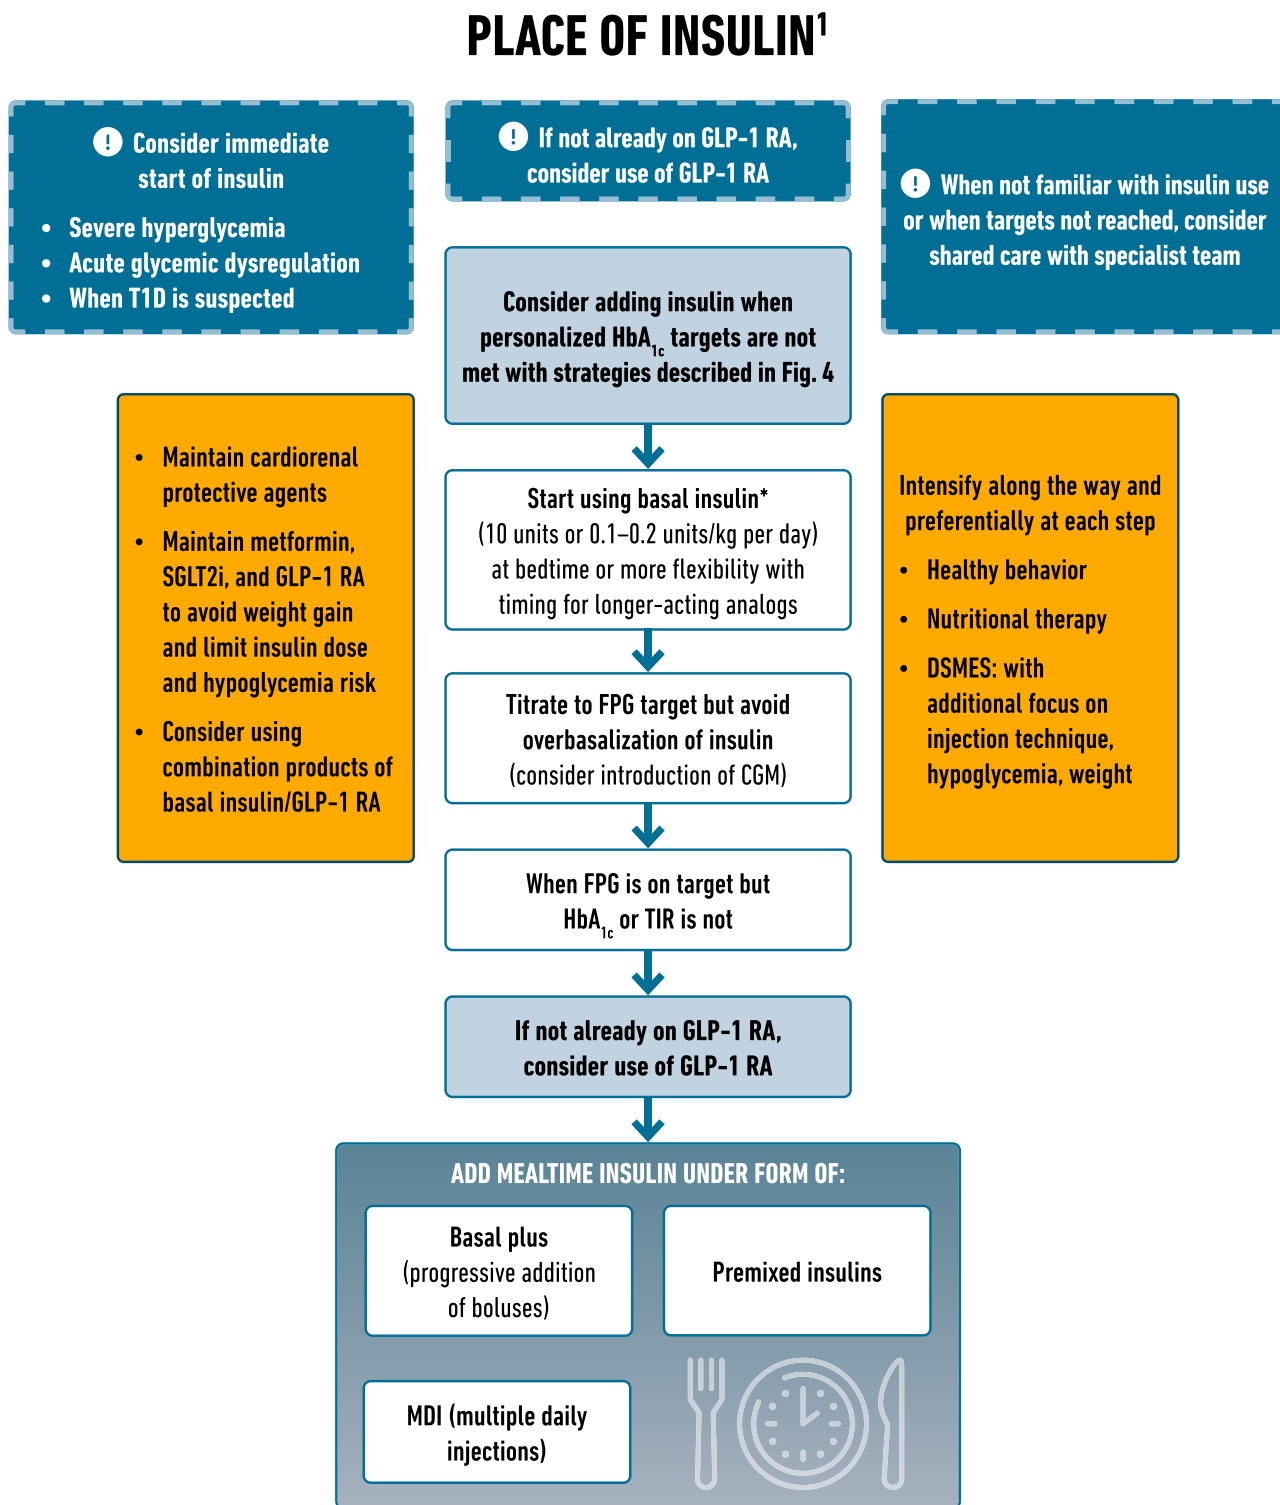 PLACE OF INSULIN¹
! Consider immediate
start of insulin
• Severe hyperglycemia
• Acute glycemic dysregulation
• When T1D is suspected
! If not already on GLP-1 RA,
consider use of GLP-1 RA
! When not familiar with insulin use
or when targets not reached, consider
shared care with specialist team
Consider adding insulin when
personalized HbA1c targets are not
met with strategies described in Fig. 4
• Maintain cardiorenal
protective agents
• Maintain metformin,
SGLT2i, and GLP-1 RA
to avoid weight gain
and limit insulin dose
and hypoglycemia risk
• Consider using
combination products of
basal insulin/GLP-1 RA
Start using basal insulin*
(10 units or 0.1–0.2 units/kg per day)
at bedtime or more flexibility with
timing for longer-acting analogs
Titrate to FPG target but avoid
overbasalization of insulin
(consider introduction of CGM)
When FPG is on target but
HbA1c or TIR is not
If not already on GLP-1 RA,
consider use of GLP-1 RA
Intensify along the way and
preferentially at each step
• Healthy behavior
• Nutritional therapy
• DSMES: with
additional focus on
injection technique,
hypoglycemia, weight
ADD MEALTIME INSULIN UNDER FORM OF:
Basal plus
(progressive addition
of boluses)
Premixed insulins
MDI (multiple daily
injections)